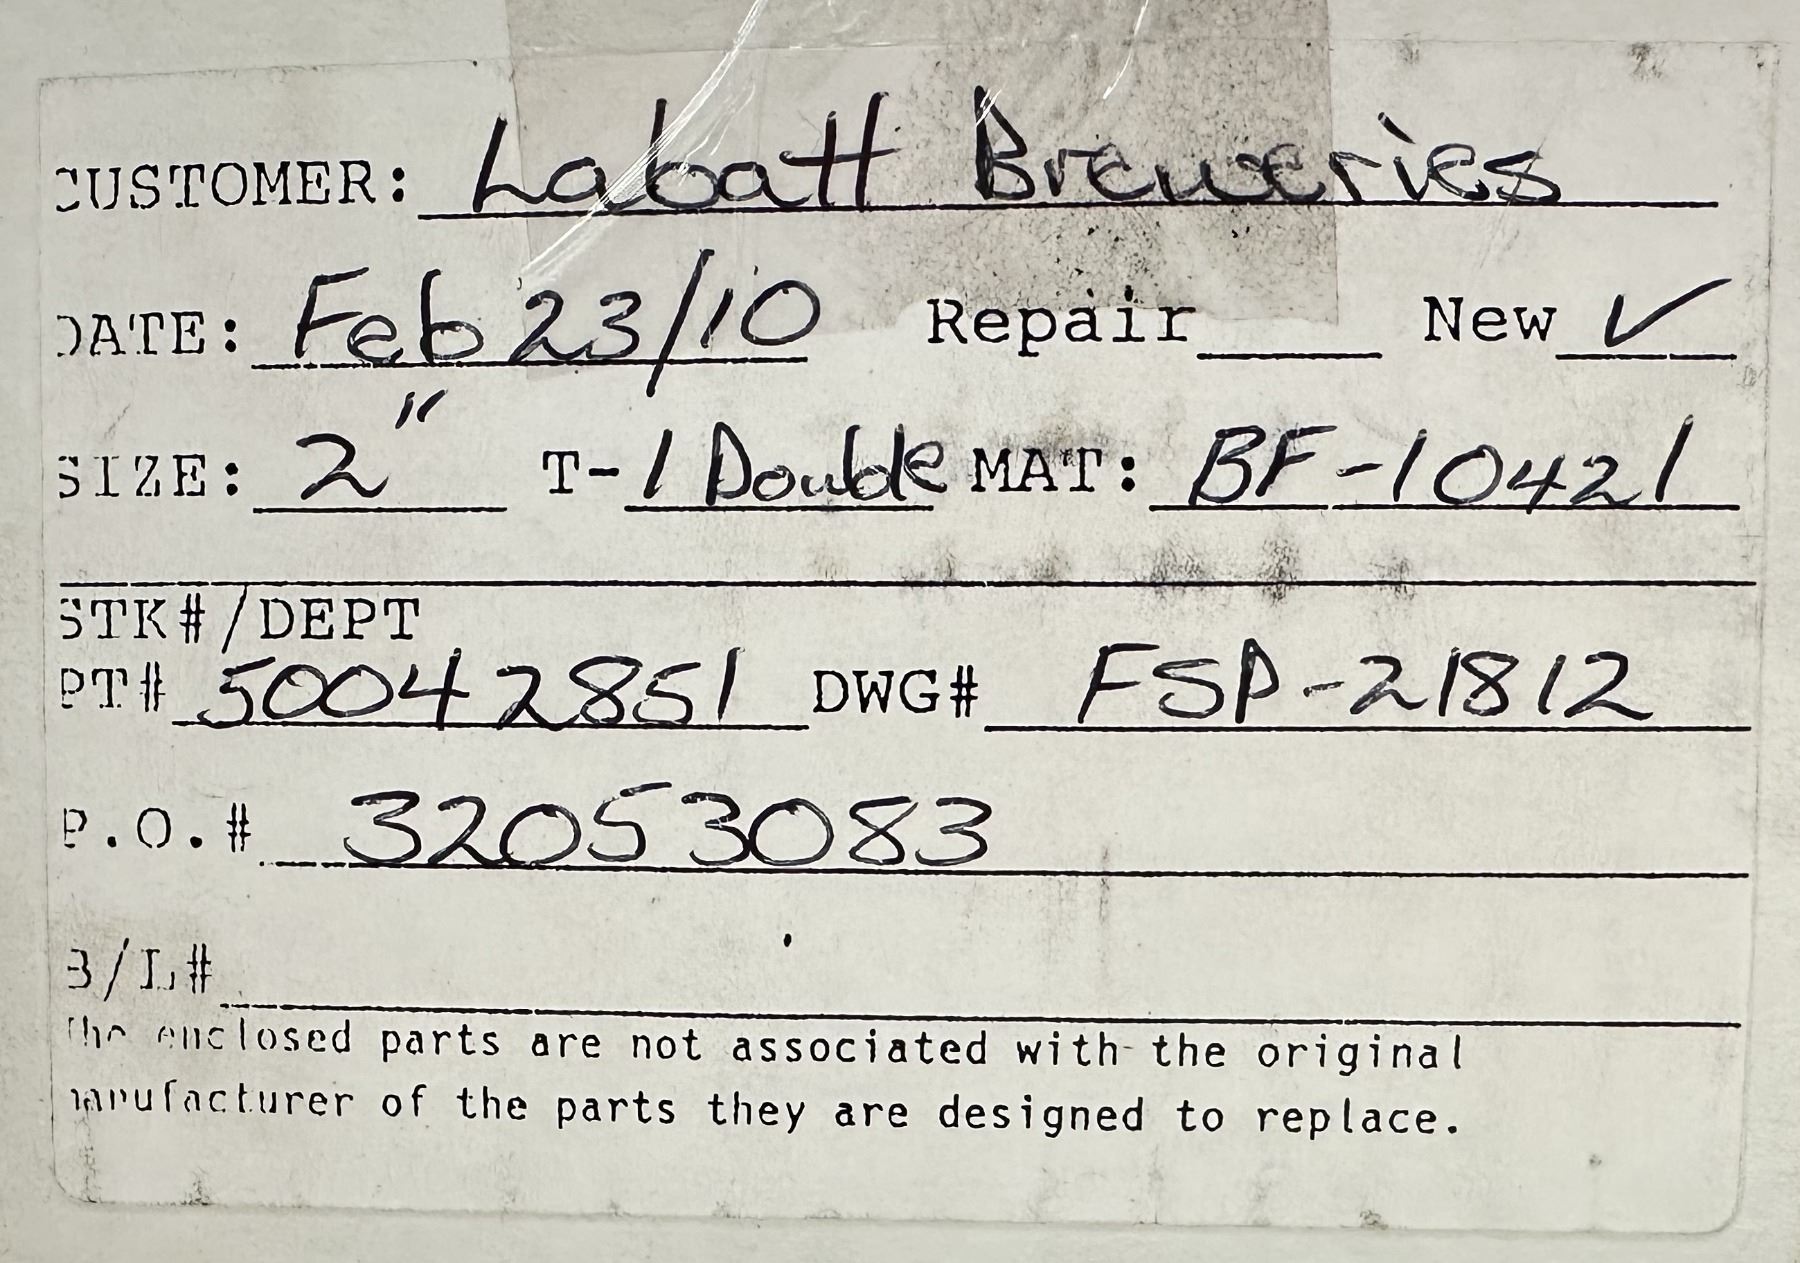 CUSTOMER: Labatt Breweries
DATE: Feb 23/10 Repair New ✓
SIZE: 2" T-1 Double MAT: BF-10421
STK#/DEPT
PT# 50042851 DWG# FSP-21812
P.O.# 32053083
B/L#
The enclosed parts are not associated with the original
manufacturer of the parts they are designed to replace.